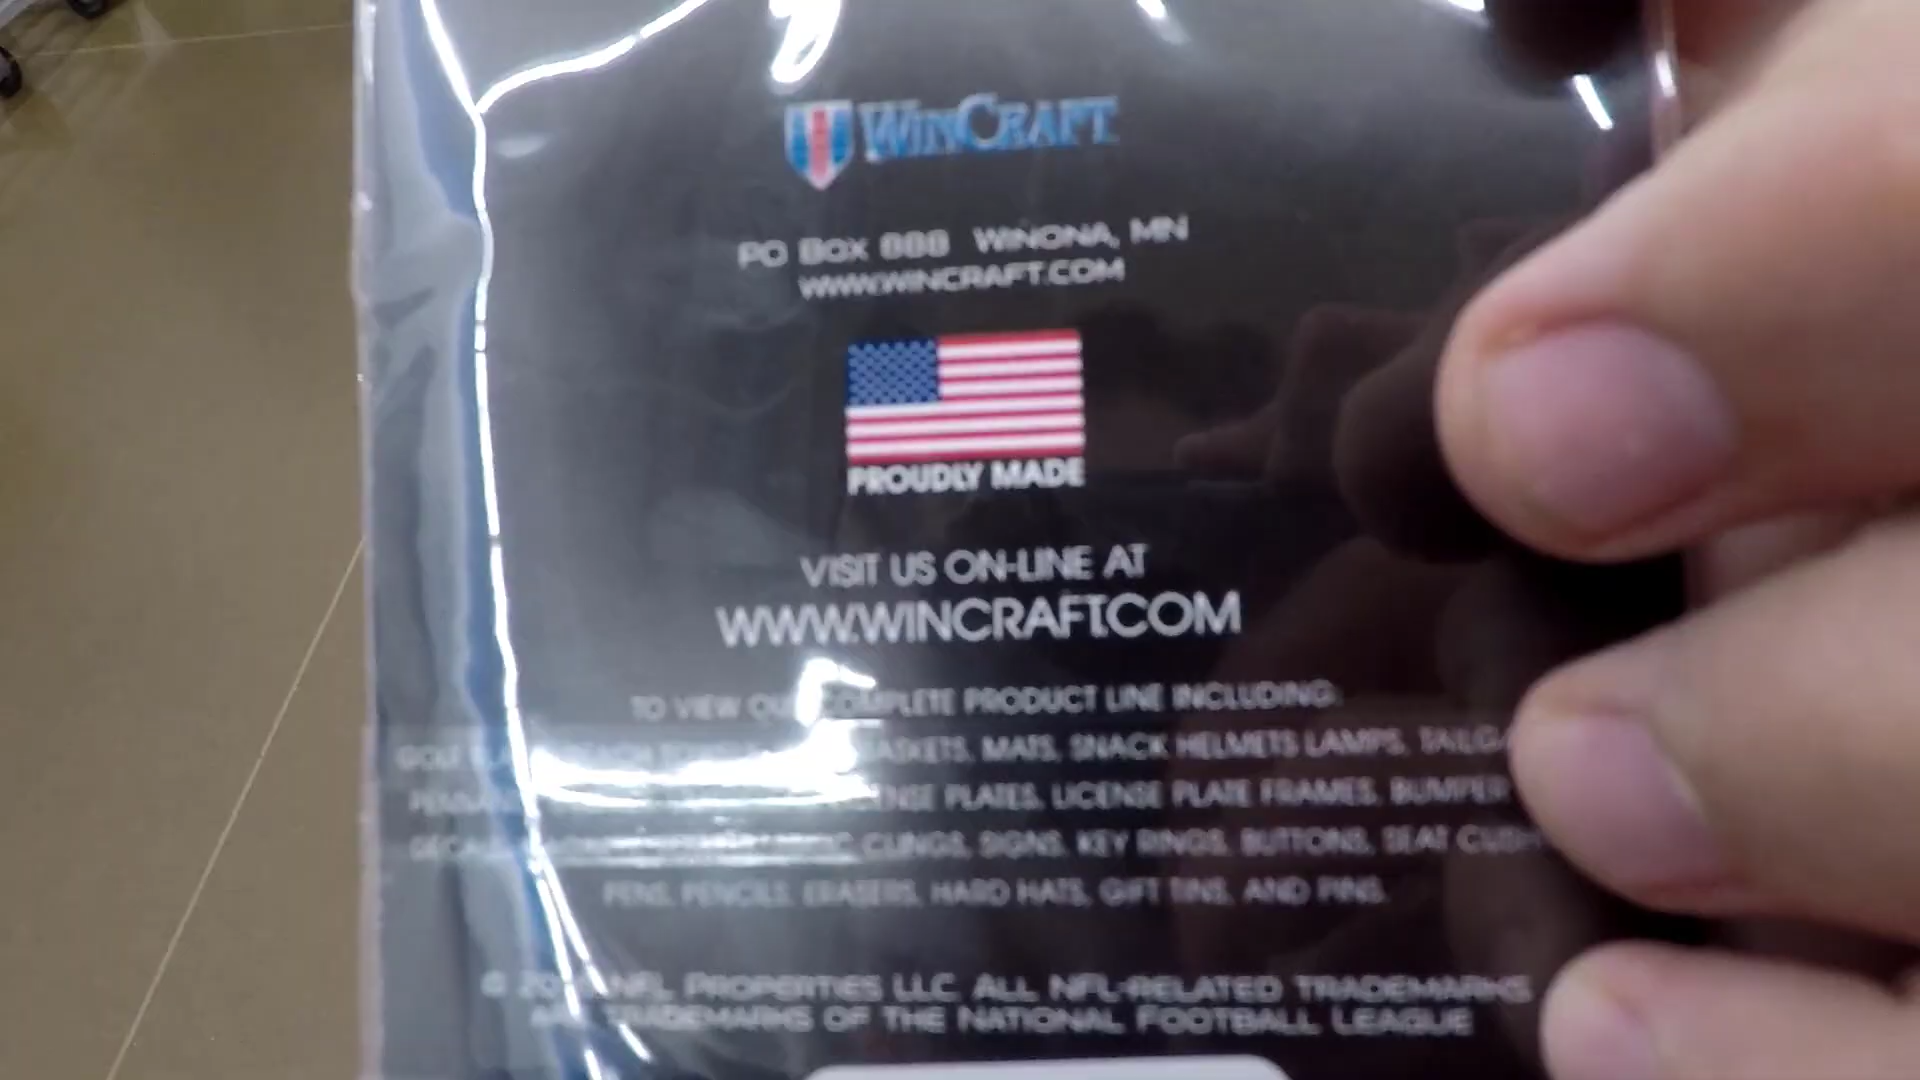 WINCRAFT
PO BOX 888 WINONA, MN
WWW.WINCRAFT.COM
PROUDLY MADE
VISIT US ON-LINE AT
WWW.WINCRAFT.COM
TO VIEW OUR COMPLETE PRODUCT LINE INCLUDING:
BASKETS, MATS, SNACK HELMETS LAMPS,
PLATES, LICENSE PLATE FRAMES, BUMPER
CLINGS, SIGNS, KEY RINGS, BUTTONS, SEAT
PENS, PENCILS, ERASERS, HARD HATS, GIFT TINS, AND PINS.
© NFL PROPERTIES LLC. ALL NFL-RELATED TRADEMARKS
TRADEMARKS OF THE NATIONAL FOOTBALL LEAGUE